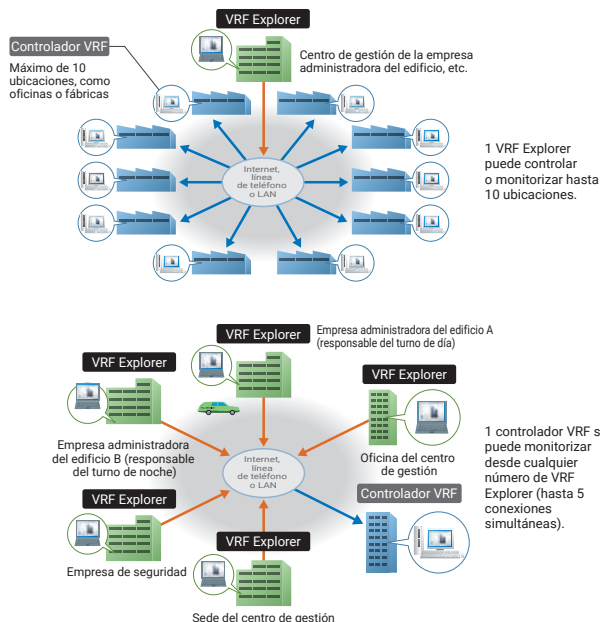 VRF Explorer
Controlador VRF
Máximo de 10
ubicaciones, como
oficinas o fábricas
Centro de gestión de la empresa
administradora del edificio, etc.
Internet,
línea
de teléfono
o LAN
1 VRF Explorer
puede controlar
o monitorizar hasta
10 ubicaciones.
VRF Explorer
Empresa administradora del edificio A
(responsable del turno de día)
VRF Explorer
VRF Explorer
Empresa administradora
del edificio B (responsable
del turno de noche)
Internet,
línea
de teléfono
o LAN
Oficina del centro
de gestión
Controlador VRF
1 controlador VRF s
puede monitorizar
desde cualquier
número de VRF
Explorer (hasta 5
conexiones
simultáneas).
VRF Explorer
Empresa de seguridad
VRF Explorer
Sede del centro de gestión